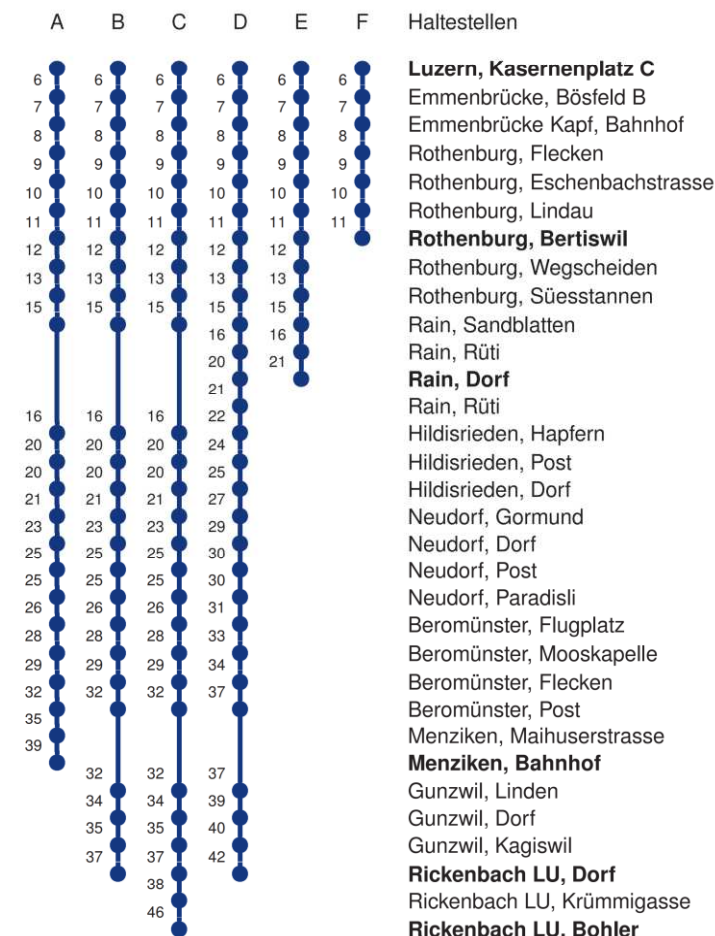 A B C D E F Haltestellen
Luzern, Kasernenplatz C
6 6 6 6 6 6
Emmenbrücke, Bösfeld B
7 7 7 7 7 7
Emmenbrücke Kapf, Bahnhof
8 8 8 8 8 8
Rothenburg, Flecken
9 9 9 9 9 9
Rothenburg, Eschenbachstrasse
10 10 10 10 10 10
Rothenburg, Lindau
11 11 11 11 11 11
Rothenburg, Bertiswil
12 12 12 12 12
Rothenburg, Wegscheiden
13 13 13 13 13
Rothenburg, Süesstannen
15 15 15 15 15
Rain, Sandblatten
16 16
Rain, Rüti
20 21
Rain, Dorf
21
Rain, Rüti
16 16 16 22
Hildisrieden, Hapfern
20 20 20 24
Hildisrieden, Post
20 20 20 25
Hildisrieden, Dorf
21 21 21 27
Neudorf, Gormund
23 23 23 29
Neudorf, Dorf
25 25 25 30
Neudorf, Post
25 25 25 30
Neudorf, Paradisli
26 26 26 31
Beromünster, Flugplatz
28 28 28 33
Beromünster, Mooskapelle
29 29 29 34
Beromünster, Flecken
32 32 32 37
Beromünster, Post
35
Menziken, Maihuserstrasse
39
Menziken, Bahnhof
32 32 37
Gunzwil, Linden
34 34 39
Gunzwil, Dorf
35 35 40
Gunzwil, Kagiswil
37 37 42
Rickenbach LU, Dorf
38
Rickenbach LU, Krümmigasse
46
Rickenbach LU, Bohler